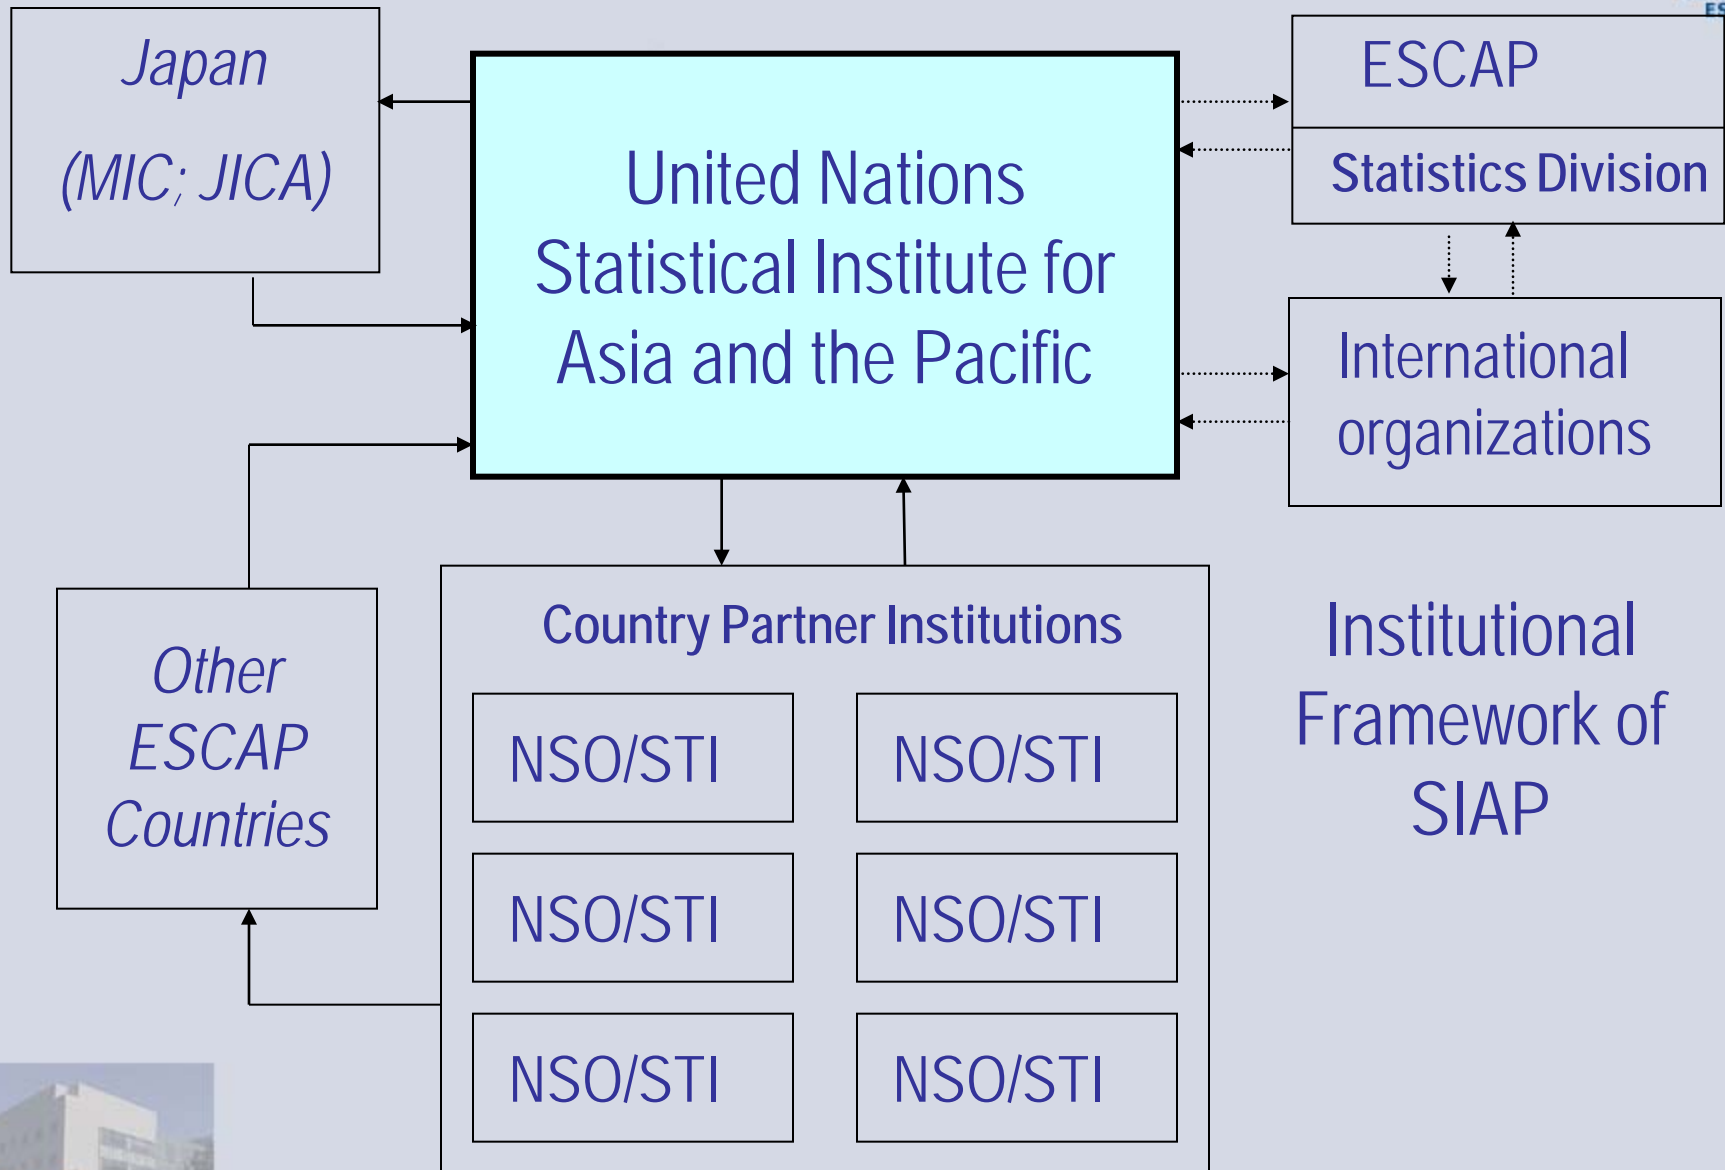 Japan
(MIC; JICA)
United Nations
Statistical Institute for
Asia and the Pacific
ESCAP
Statistics Division
International
organizations
Other
ESCAP
Countries
Country Partner Institutions
NSO/STI
NSO/STI
NSO/STI
NSO/STI
NSO/STI
NSO/STI
Institutional
Framework of
SIAP